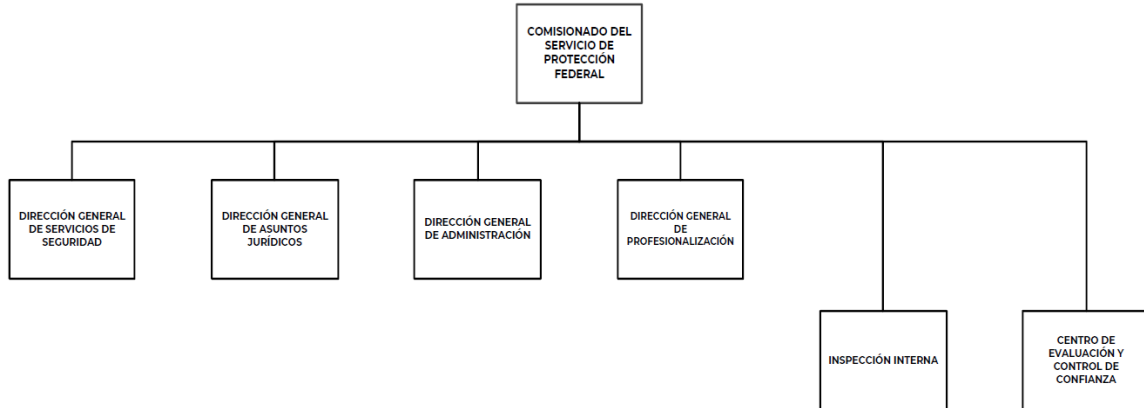 COMISIONADO DEL
SERVICIO DE
PROTECCIÓN
FEDERAL
DIRECCIÓN GENERAL
DE SERVICIOS DE
SEGURIDAD
DIRECCIÓN GENERAL
DE ASUNTOS
JURÍDICOS
DIRECCIÓN GENERAL
DE ADMINISTRACIÓN
DIRECCIÓN GENERAL
DE
PROFESIONALIZACIÓN
INSPECCIÓN INTERNA
CENTRO DE
EVALUACIÓN Y
CONTROL DE
CONFIANZA